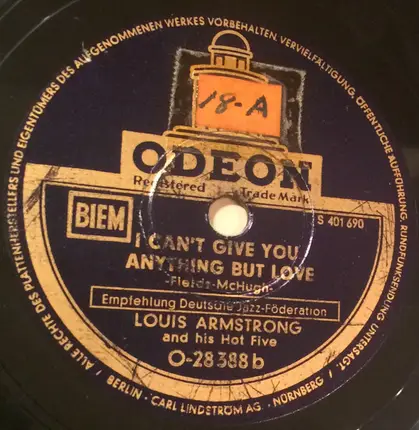 ALLE RECHTE DES PLATTENHERSTELLERS UND EIGENTÜMERS DES AUFGENOMMENEN WERKES VORBEHALTEN. VERVIELFÄLTIGUNG, ÖFFENTLICHE AUFFÜHRUNG, RUNDFUNKSENDUNG UNTERSAGT. /
18-A
ODEON
Registered Trade Mark
BIEM
S 401 690
I CAN'T GIVE YOU
ANYTHING BUT LOVE
-Fields-McHugh-
Empfehlung Deutsche Jazz-Föderation
LOUIS ARMSTRONG
and his Hot Five
O-28388b
BERLIN - CARL LINDSTRÖM AG. - NÜRNBERG /